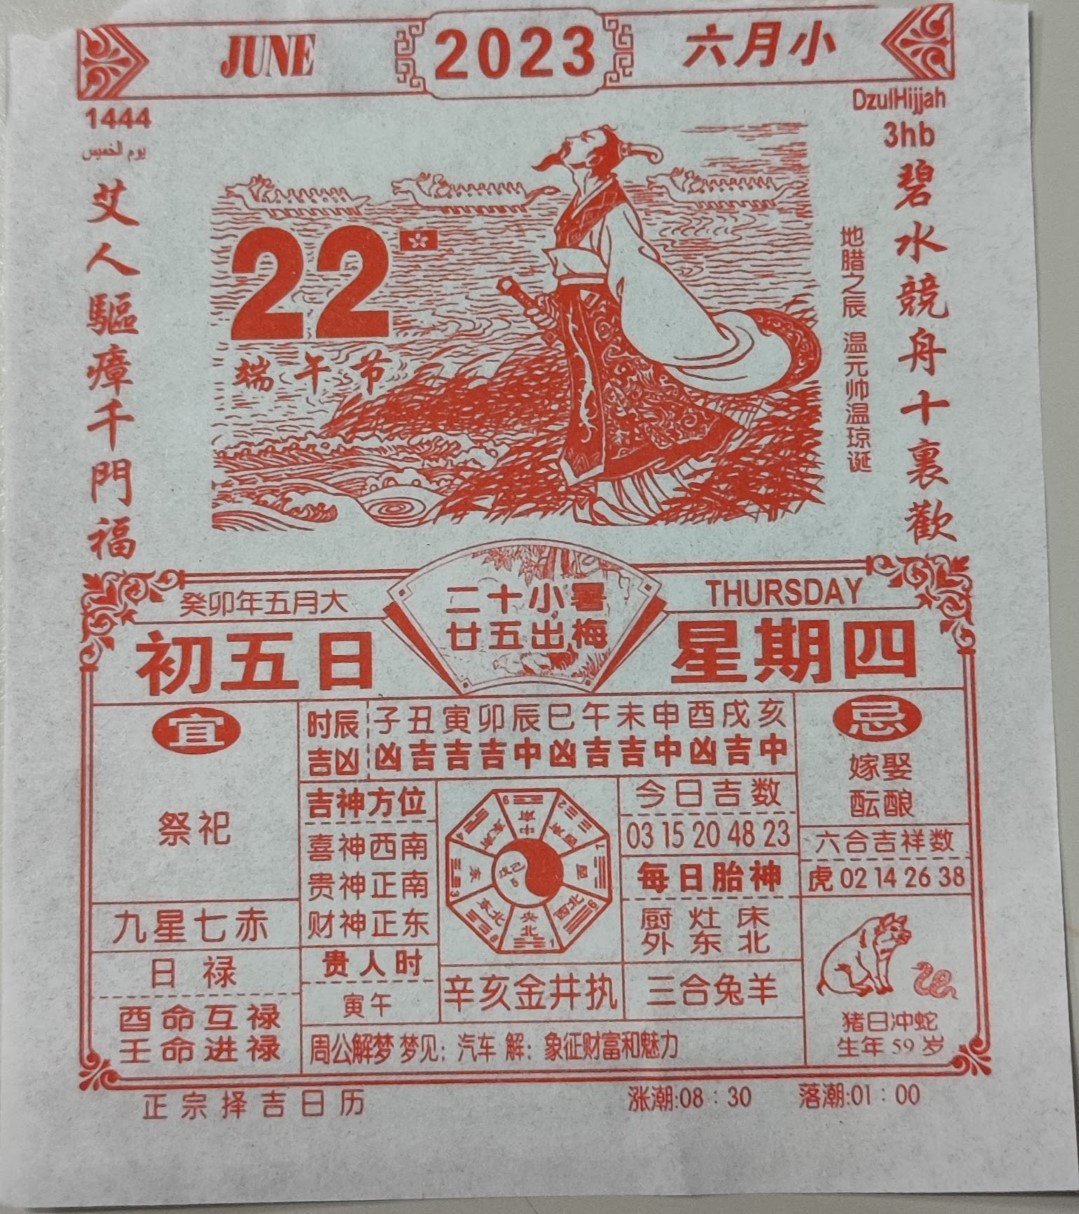 JUNE
2023
六月小
1444
يوم الخميس
DzulHijjah
3hb
碧水競舟十裏歡
艾人驅瘴千門福
22
端午节
地腊之辰 温元帅温琼诞
癸卯年五月大
初五日
二十小暑
廿五出梅
THURSDAY
星期四
宜
祭祀
时辰 子丑寅卯辰巳午未申酉戌亥
吉凶 凶吉吉吉中凶吉吉中凶吉中
忌
嫁娶
酝酿
吉神方位
喜神西南
贵神正南
财神正东
今日吉数
03 15 20 48 23
每日胎神
厨灶床
外东北
六合吉祥数
虎 02 14 26 38
九星七赤
日禄
酉命互禄
壬命进禄
贵人时
寅午
辛亥金井执
三合兔羊
周公解梦 梦见：汽车 解：象征财富和魅力
猪日冲蛇
生年 59 岁
正宗择吉日历
涨潮:08：30
落潮:01：00